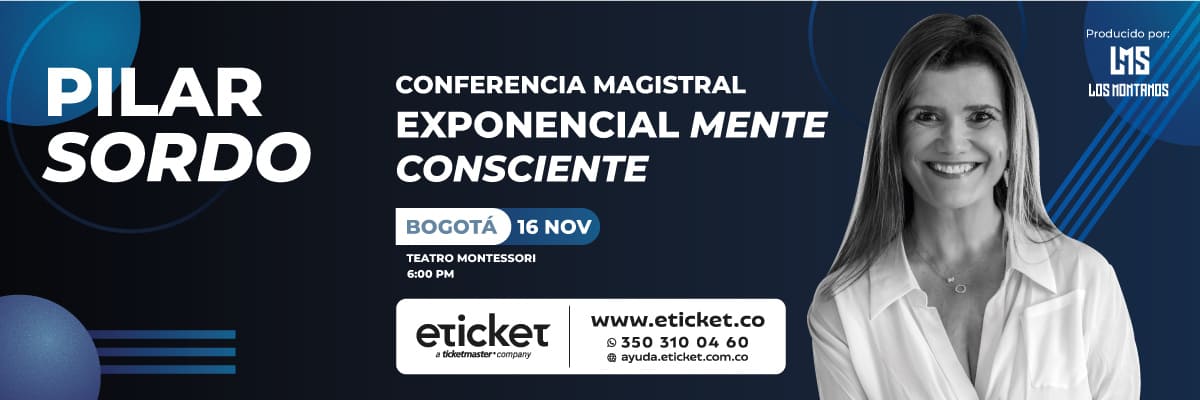 PILAR
SORDO
CONFERENCIA MAGISTRAL
EXPONENCIAL MENTE
CONSCIENTE
BOGOTÁ 16 NOV
TEATRO MONTESSORI
6:00 PM
eticket
a ticketmaster company
www.eticket.co
350 310 04 60
ayuda.eticket.com.co
Producido por:
LMS
LOS MONTANOS